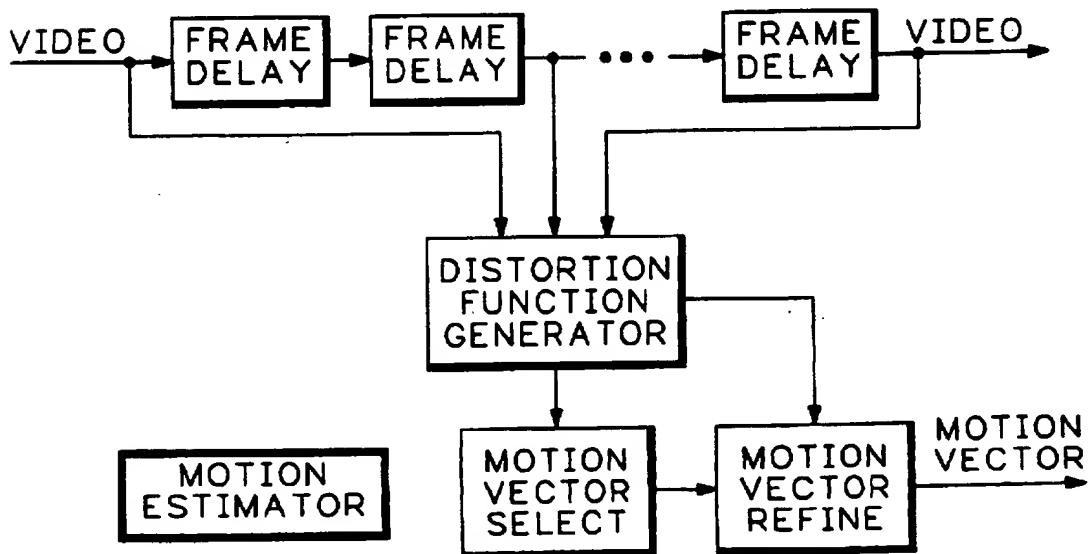 VIDEO
FRAME
DELAY
FRAME
DELAY
FRAME
DELAY
VIDEO
DISTORTION
FUNCTION
GENERATOR
MOTION
ESTIMATOR
MOTION
VECTOR
SELECT
MOTION
VECTOR
REFINE
MOTION
VECTOR